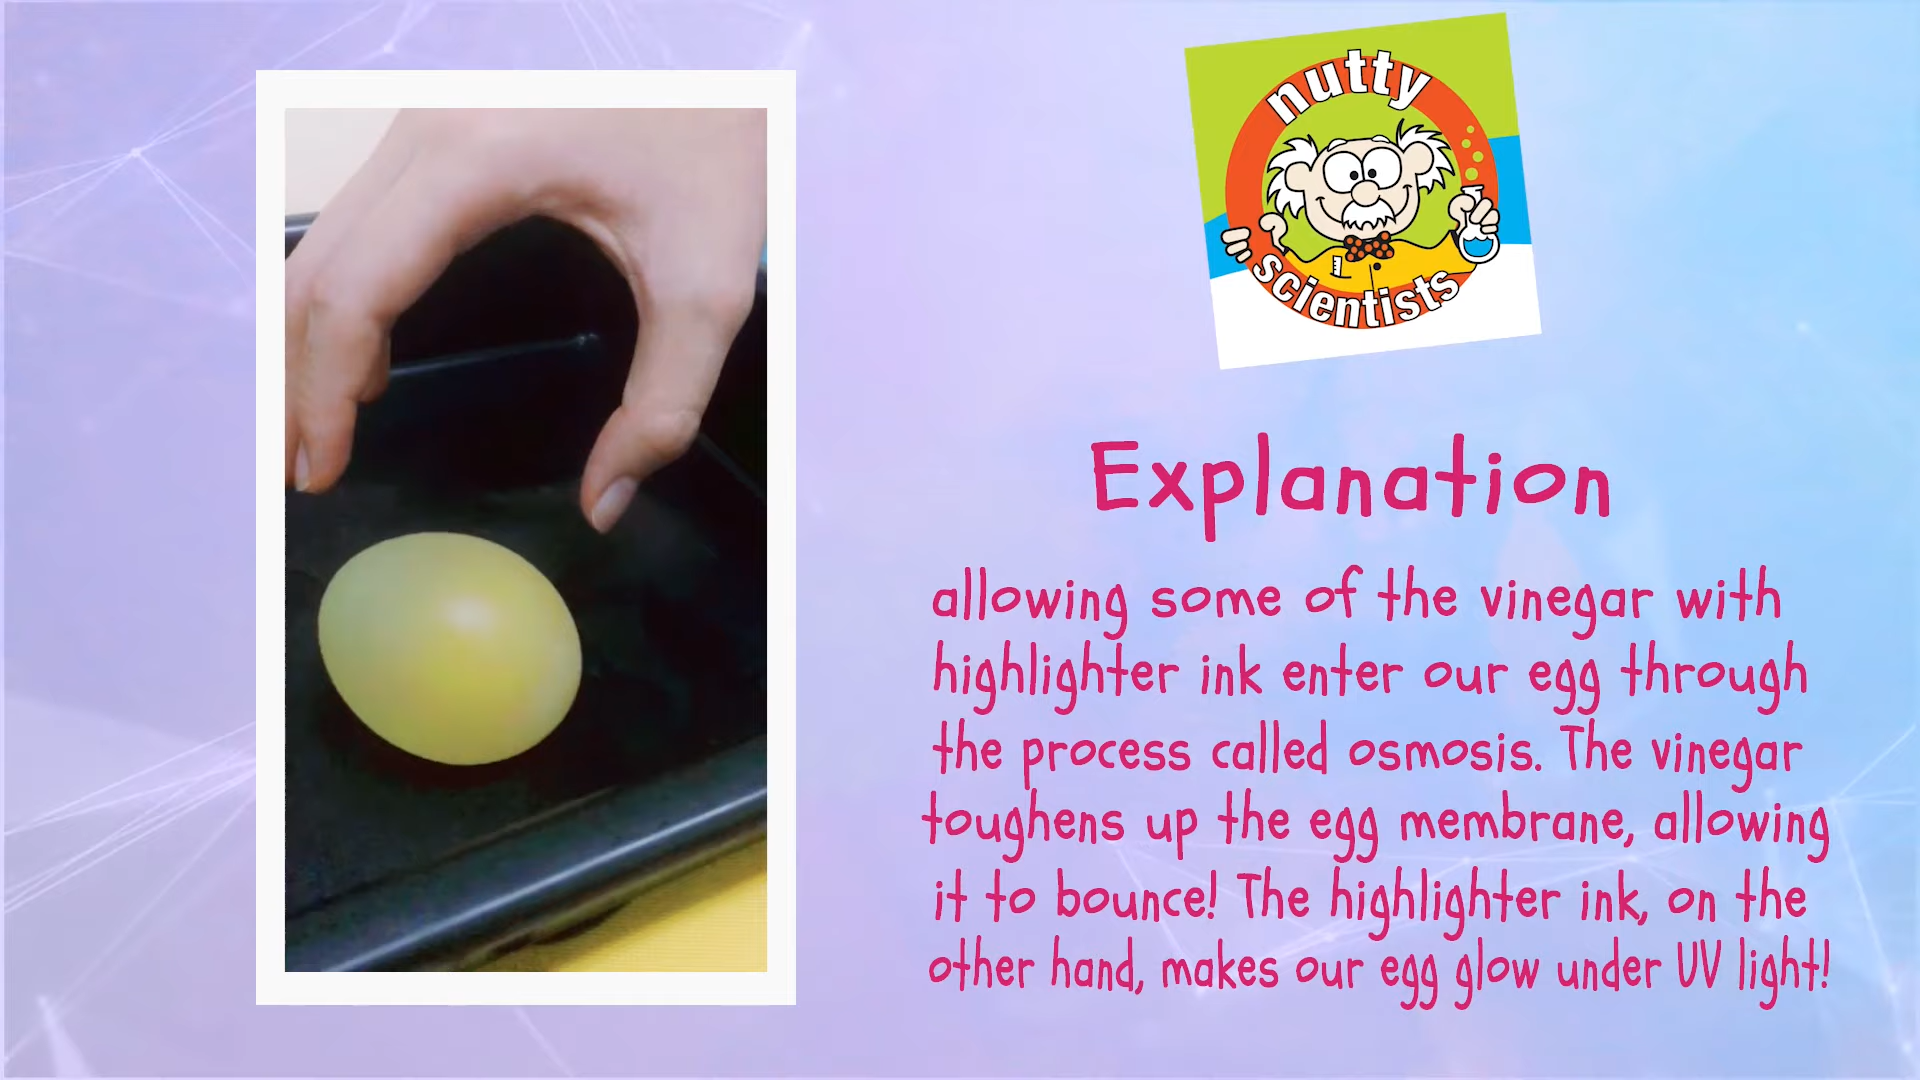 nutty
scientists
Explanation
allowing some of the vinegar with
highlighter ink enter our egg through
the process called osmosis. The vinegar
toughens up the egg membrane, allowing
it to bounce! The highlighter ink, on the
other hand, makes our egg glow under UV light!